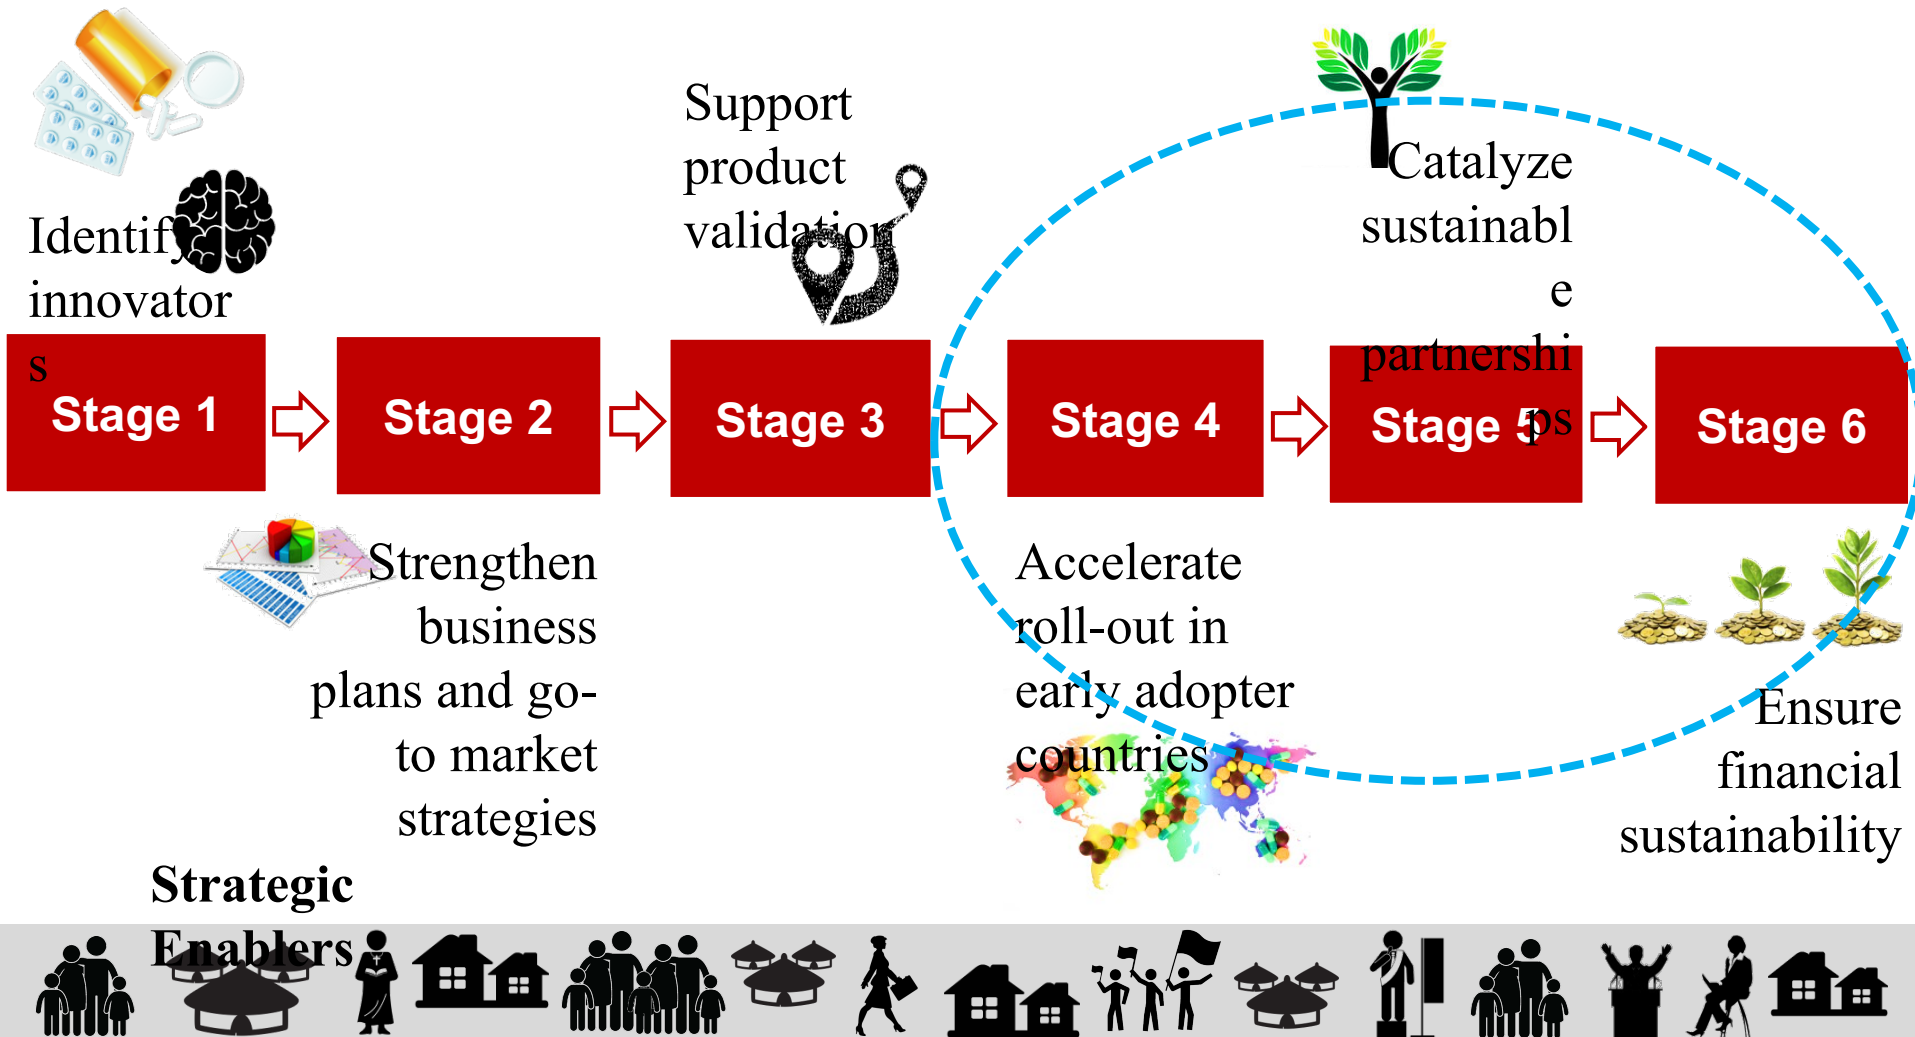 Identify
innovator
s
Stage 1
Strengthen
business
plans and go-
to market
strategies
Stage 2
Support
product
validation
Stage 3
Accelerate
roll-out in
early adopter
countries
Stage 4
Catalyze
sustainabl
e
partnershi
ps
Stage 5
Stage 6
Ensure
financial
sustainability
Strategic
Enablers